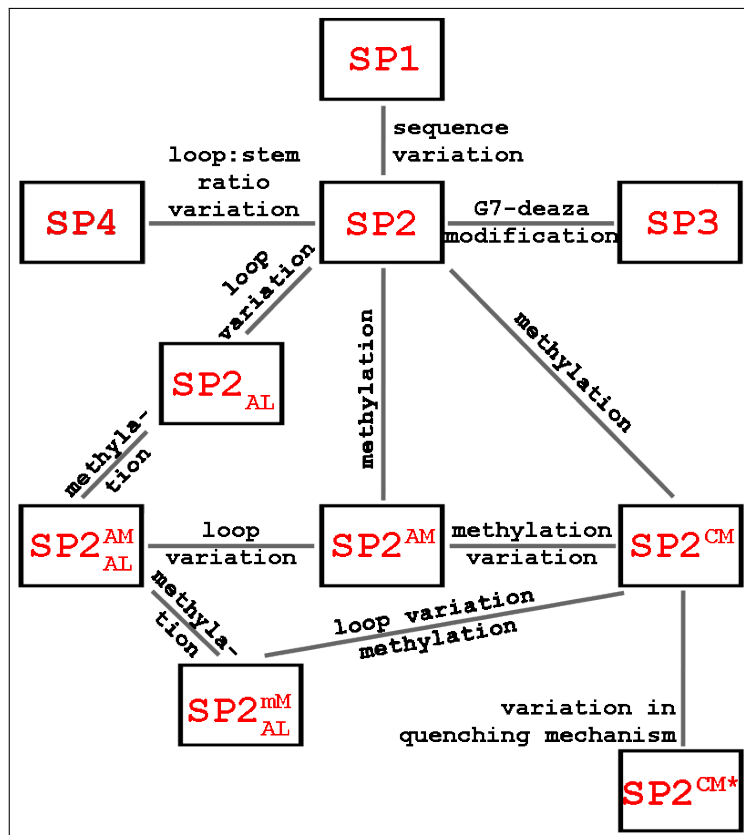 SP1
sequence
variation
loop:stem
ratio
variation
SP4
SP2
G7-deaza
modification
SP3
loop
variation
methylation
methylation
SP2AL
methyla-
tion
SP2AMAL
loop
variation
SP2AM
methylation
variation
SP2CM
methyla-
tion
loop variation
methylation
SP2mMAL
variation in
quenching mechanism
SP2CM*